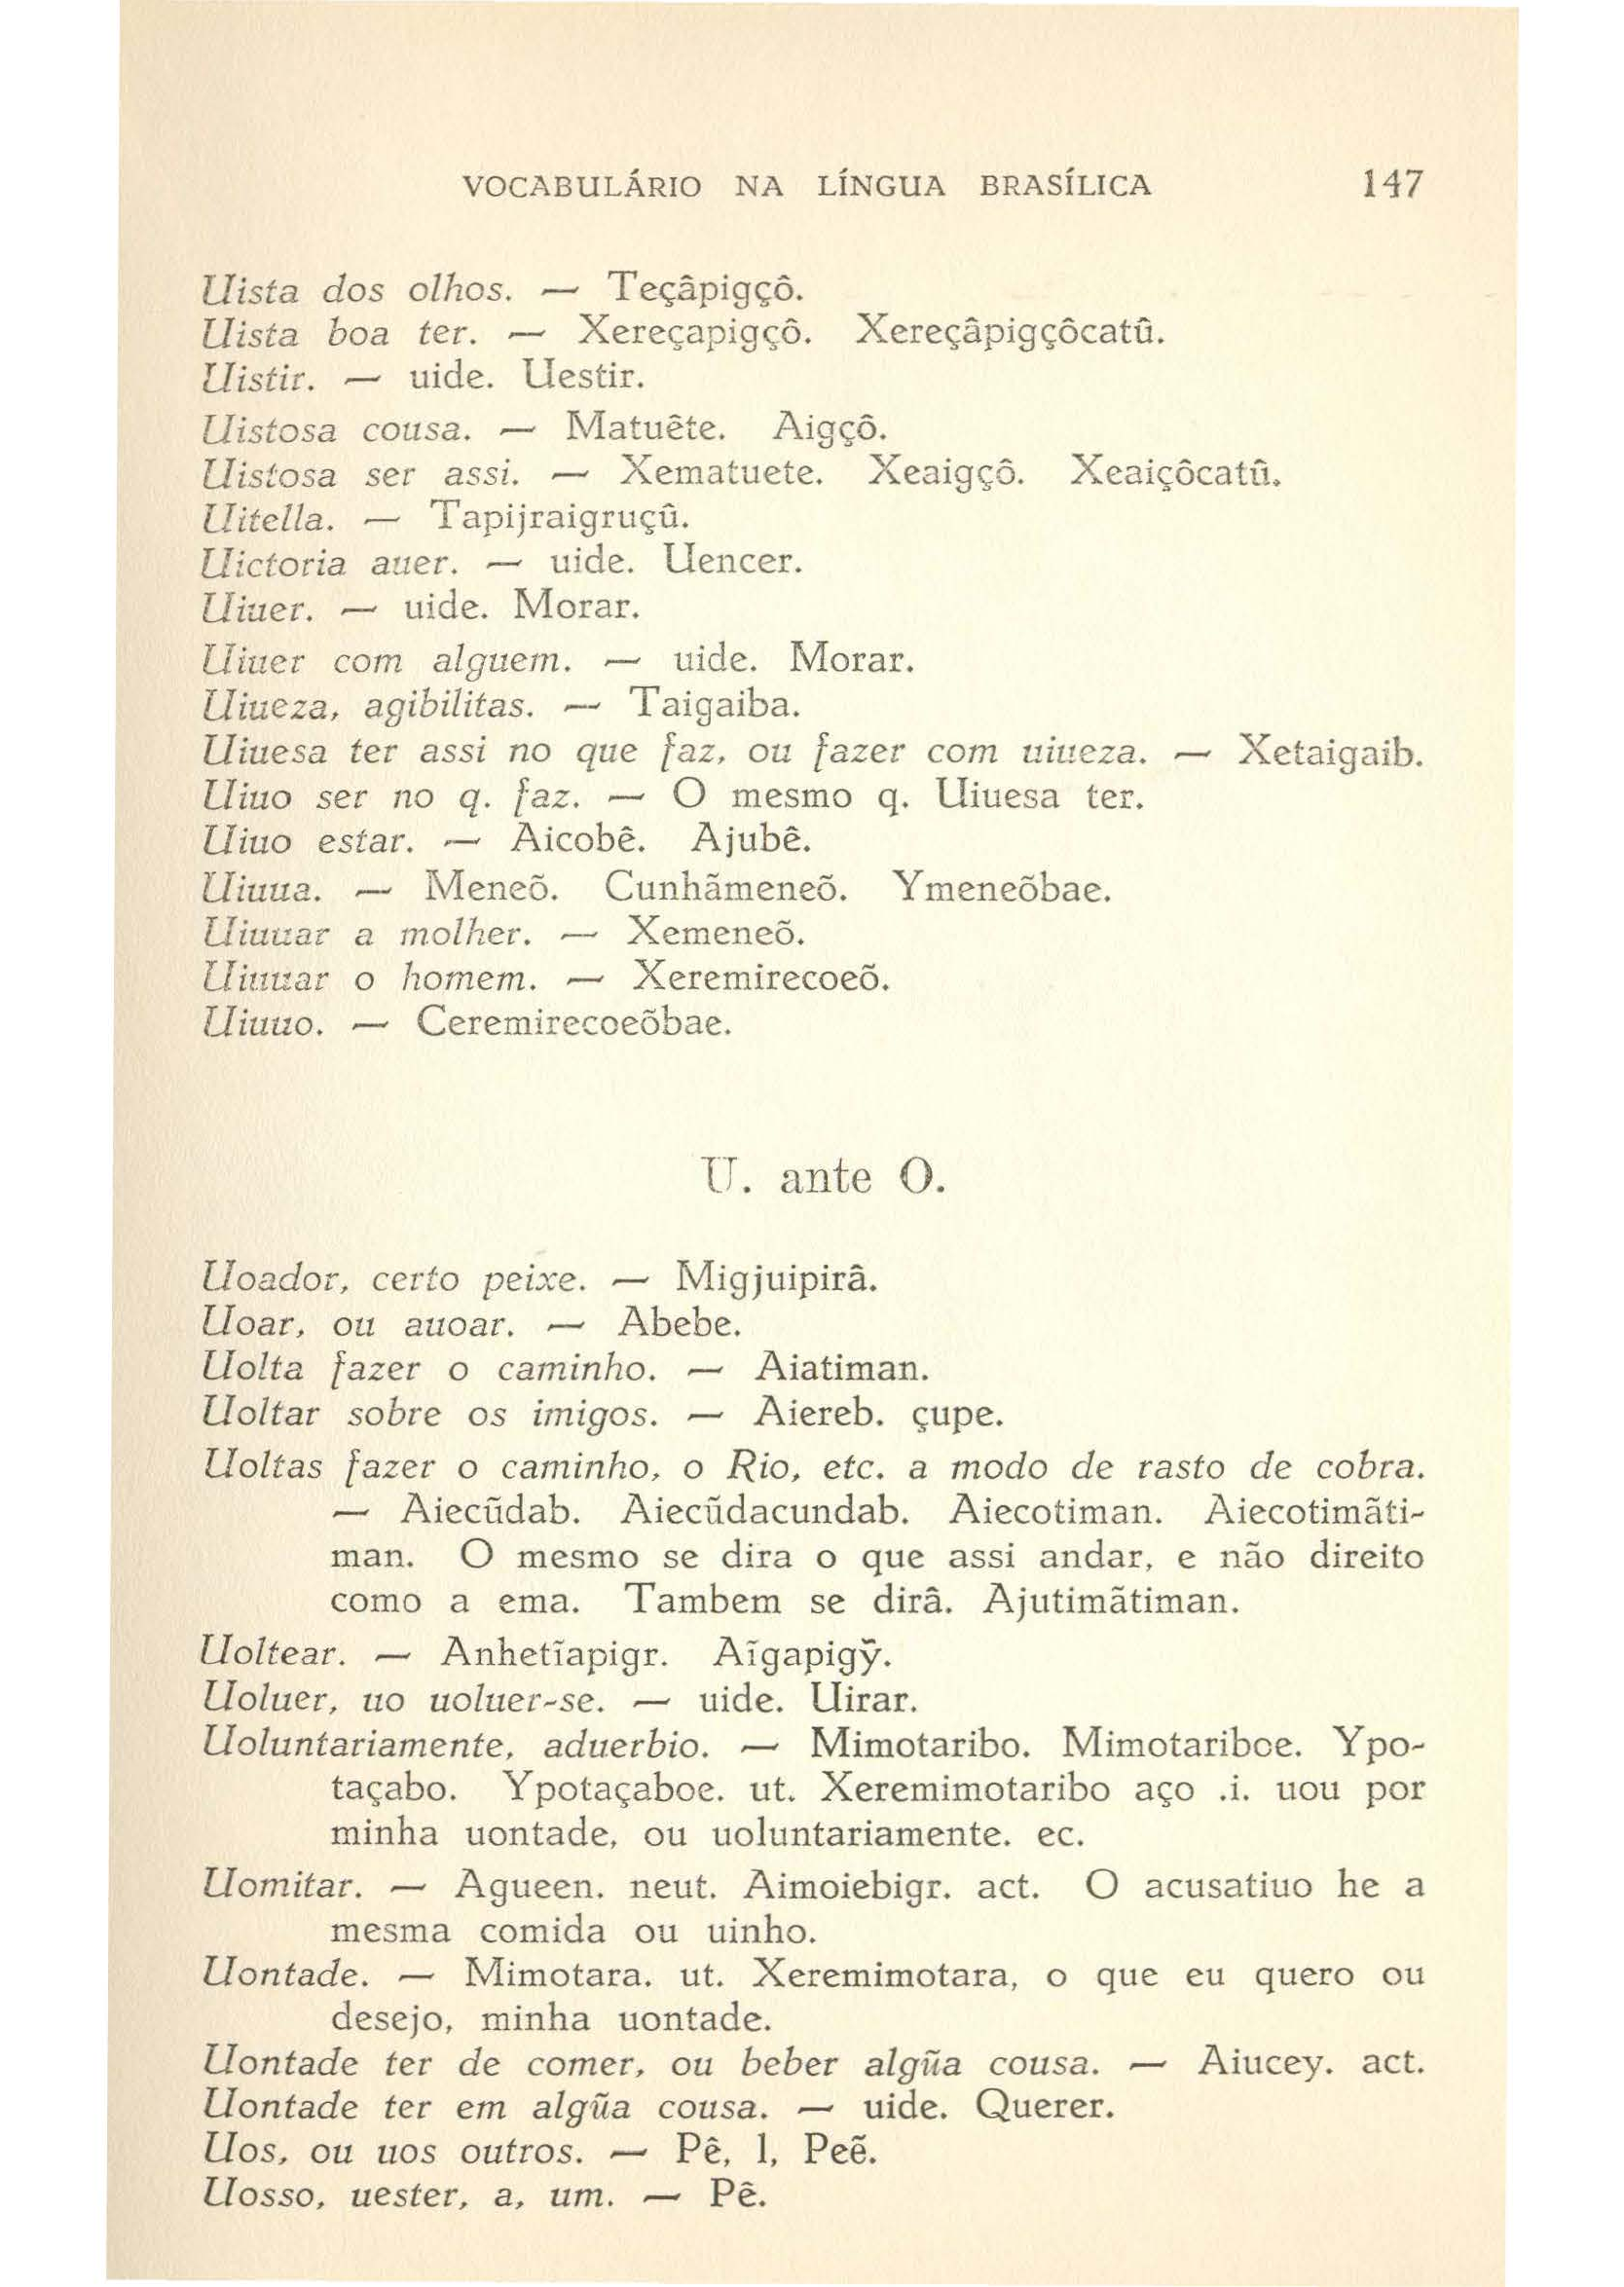 VOCABULÁRIO NA LÍNGUA BRASÍLICA 147
Uista dos olhos. — Teçâpigçô.
Uista boa ter. — Xereçapigçô. Xereçâpigçôcatû.
Uistir. — uide. Uestir.
Uistosa cousa. — Matuête. Aigçô.
Uistosa ser assi. — Xematuete. Xeaigçô. Xeaiçôcatû.
Uitella. — Tapijraigruçû.
Uictoria auer. — uide. Uencer.
Uiuer. — uide. Morar.
Uiuer com alguem. — uide. Morar.
Uiueza, agibilitas. — Taigaiba.
Uiuesa ter assi no que faz, ou fazer com uiueza. — Xetaigaib.
Uiuo ser no q. faz. — O mesmo q. Uiuesa ter.
Uiuo estar. — Aicobê. Ajubê.
Uiuua. — Meneõ. Cunhãmeneõ. Ymeneõbae.
Uiuuar a molher. — Xemeneõ.
Uiuuar o homem. — Xeremirecoeõ.
Uiuuo. — Ceremirecoeõbae.
U. ante O.
Uoador, certo peixe. — Migjuipirâ.
Uoar, ou auoar. — Abebe.
Uolta fazer o caminho. — Aiatiman.
Uoltar sobre os imigos. — Aiereb. çupe.
Uoltas fazer o caminho, o Rio, etc. a modo de rasto de cobra.
— Aiecũdab. Aiecũdacundab. Aiecotiman. Aiecotimãti-
man. O mesmo se dira o que assi andar, e não direito
como a ema. Tambem se dirâ. Ajutimãtiman.
Uoltear. — Anhetĩapigr. Aĩgapigỹ.
Uoluer, uo uoluer-se. — uide. Uirar.
Uoluntariamente, aduerbio. — Mimotaribo. Mimotariboe. Ypo-
taçabo. Ypotaçaboe. ut. Xeremimotaribo aço .i. uou por
minha uontade, ou uoluntariamente. ec.
Uomitar. — Agueen. neut. Aimoiebigr. act. O acusatiuo he a
mesma comida ou uinho.
Uontade. — Mimotara. ut. Xeremimotara, o que eu quero ou
desejo, minha uontade.
Uontade ter de comer, ou beber algũa cousa. — Aiucey. act.
Uontade ter em algũa cousa. — uide. Querer.
Uos, ou uos outros. — Pê, l, Peẽ.
Uosso, uester, a, um. — Pê.